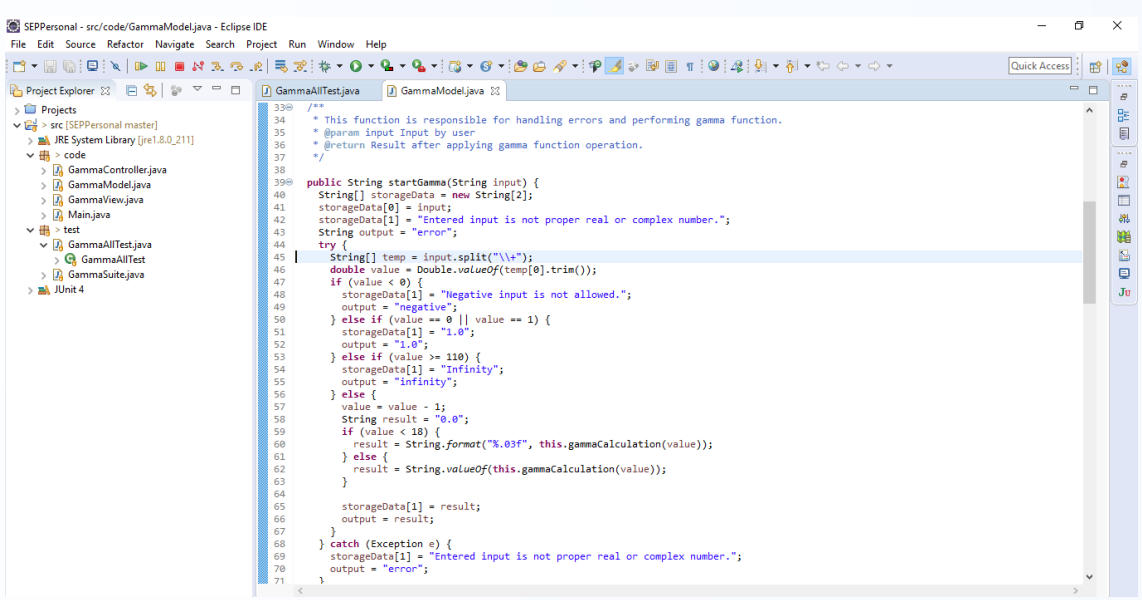 SEPPersonal - src/code/GammaModel.java - Eclipse IDE
File Edit Source Refactor Navigate Search Project Run Window Help
Quick Access
Project Explorer
GammaAllTest.java
GammaModel.java
Projects
> src [SEPPersonal master]
JRE System Library [jre1.8.0_211]
> code
GammaController.java
GammaModel.java
GammaView.java
Main.java
> test
GammaAllTest.java
GammaAllTest
GammaSuite.java
JUnit 4
33 /**
34 * This function is responsible for handling errors and performing gamma function.
35 * @param input Input by user
36 * @return Result after applying gamma function operation.
37 */
38
39 public String startGamma(String input) {
40 String[] storageData = new String[2];
41 storageData[0] = input;
42 storageData[1] = "Entered input is not proper real or complex number.";
43 String output = "error";
44 try {
45 String[] temp = input.split("\\+");
46 double value = Double.valueOf(temp[0].trim());
47 if (value < 0) {
48 storageData[1] = "Negative input is not allowed.";
49 output = "negative";
50 } else if (value == 0 || value == 1) {
51 storageData[1] = "1.0";
52 output = "1.0";
53 } else if (value >= 110) {
54 storageData[1] = "Infinity";
55 output = "infinity";
56 } else {
57 value = value - 1;
58 String result = "0.0";
59 if (value < 18) {
60 result = String.format("%.03f", this.gammaCalculation(value));
61 } else {
62 result = String.valueOf(this.gammaCalculation(value));
63 }
64
65 storageData[1] = result;
66 output = result;
67 }
68 } catch (Exception e) {
69 storageData[1] = "Entered input is not proper real or complex number.";
70 output = "error";
71 }
Ju